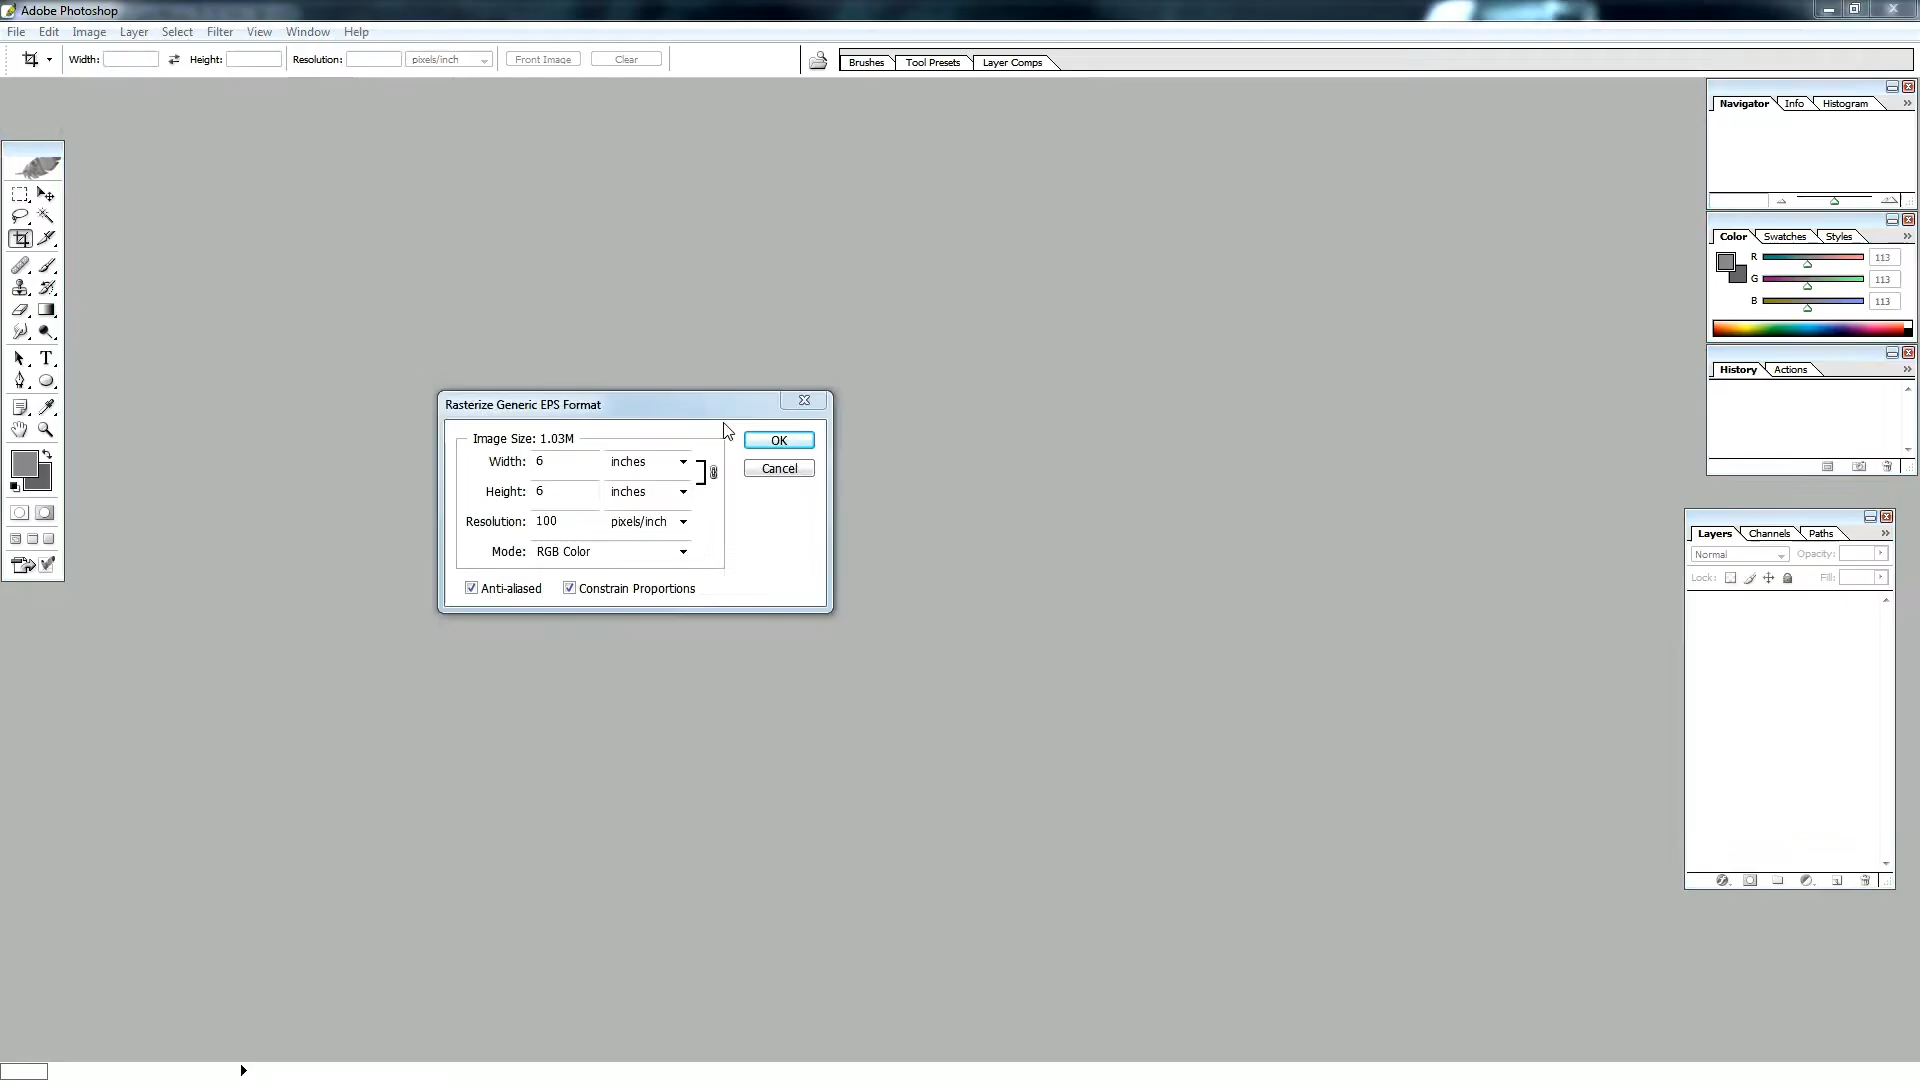 Adobe Photoshop
File Edit Image Layer Select Filter View Window Help
Width: Height: Resolution: pixels/inch Front Image Clear Brushes Tool Presets Layer Comps
Navigator Info Histogram
Color Swatches Styles
R 113
G 113
B 113
History Actions
Rasterize Generic EPS Format
Image Size: 1.03M
OK
Width: 6 inches
Cancel
Height: 6 inches
Resolution: 100 pixels/inch
Mode: RGB Color
Anti-aliased Constrain Proportions
Layers Channels Paths
Normal Opacity:
Lock: Fill:
T